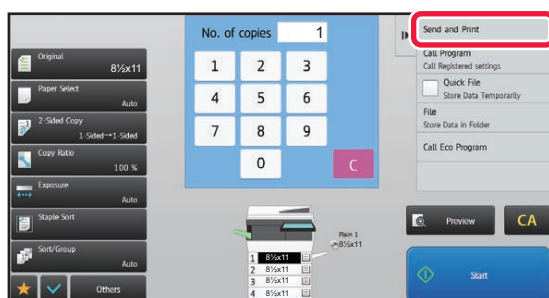 No. of copies 1
Send and Print
Call Program
Call Registered settings
Quick File
Store Data Temporarily
File
Store Data in Folder
Call Eco Program
Original
8½x11
Paper Select
Auto
2-Sided Copy
1-Sided→1-Sided
Copy Ratio
100 %
Exposure
Auto
Staple Sort
Sort/Group
Auto
Others
1 2 3
4 5 6
7 8 9
0 C
Plain 1
8½x11
1 8½x11
2 8½x11
3 8½x11
4 8½x11
Preview
CA
Start